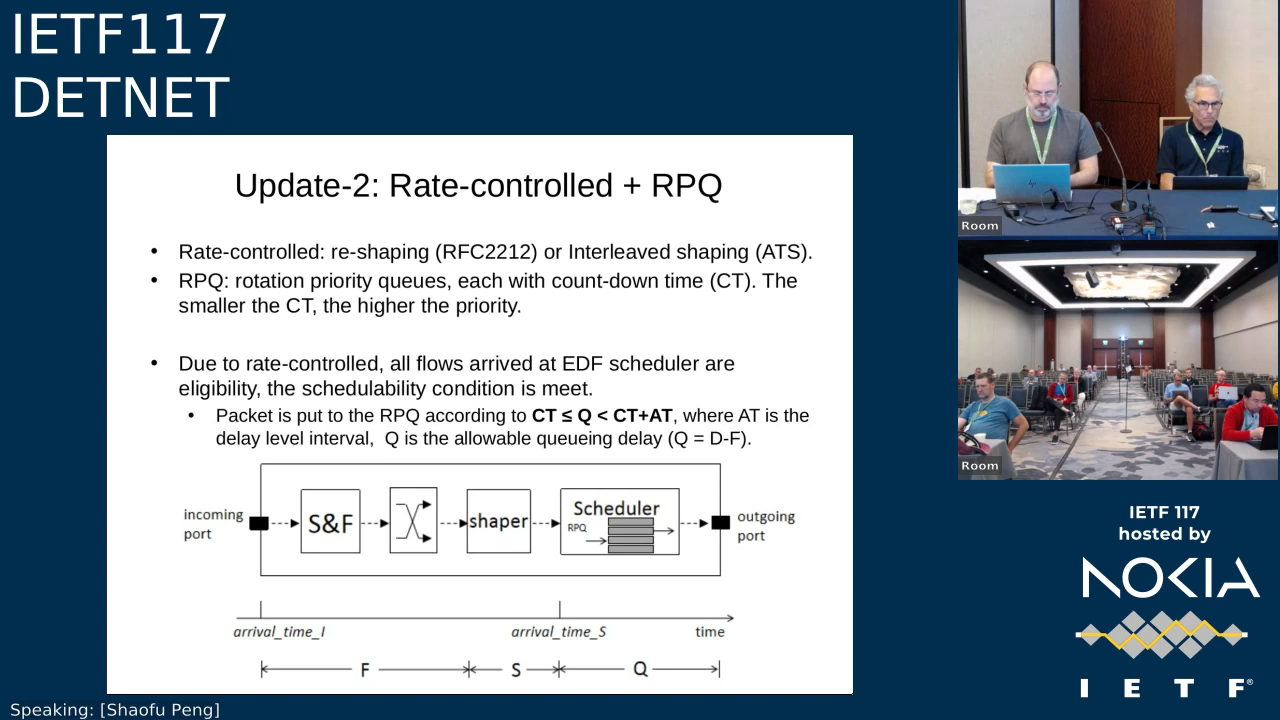 IETF117
DETNET
Update-2: Rate-controlled + RPQ
• Rate-controlled: re-shaping (RFC2212) or Interleaved shaping (ATS).
• RPQ: rotation priority queues, each with count-down time (CT). The
smaller the CT, the higher the priority.
• Due to rate-controlled, all flows arrived at EDF scheduler are
eligibility, the schedulability condition is meet.
• Packet is put to the RPQ according to CT ≤ Q < CT+AT, where AT is the
delay level interval, Q is the allowable queueing delay (Q = D-F).
incoming
port
S&F
shaper
Scheduler
RPQ
outgoing
port
arrival_time_I
arrival_time_S
time
F
S
Q
Room
Room
IETF 117
hosted by
NOKIA
I E T F®
Speaking: [Shaofu Peng]